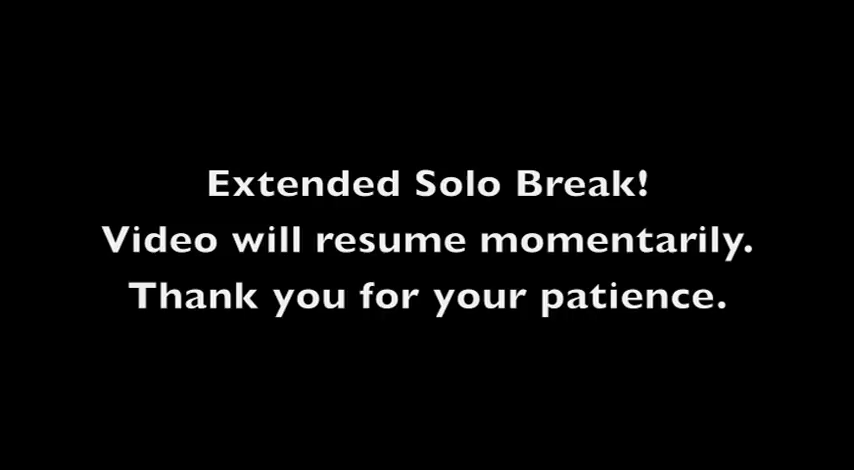 Extended Solo Break!
Video will resume momentarily.
Thank you for your patience.